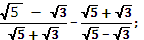 (√5 − √3)/(√5 + √3) − (√5 + √3)/(√5 − √3);